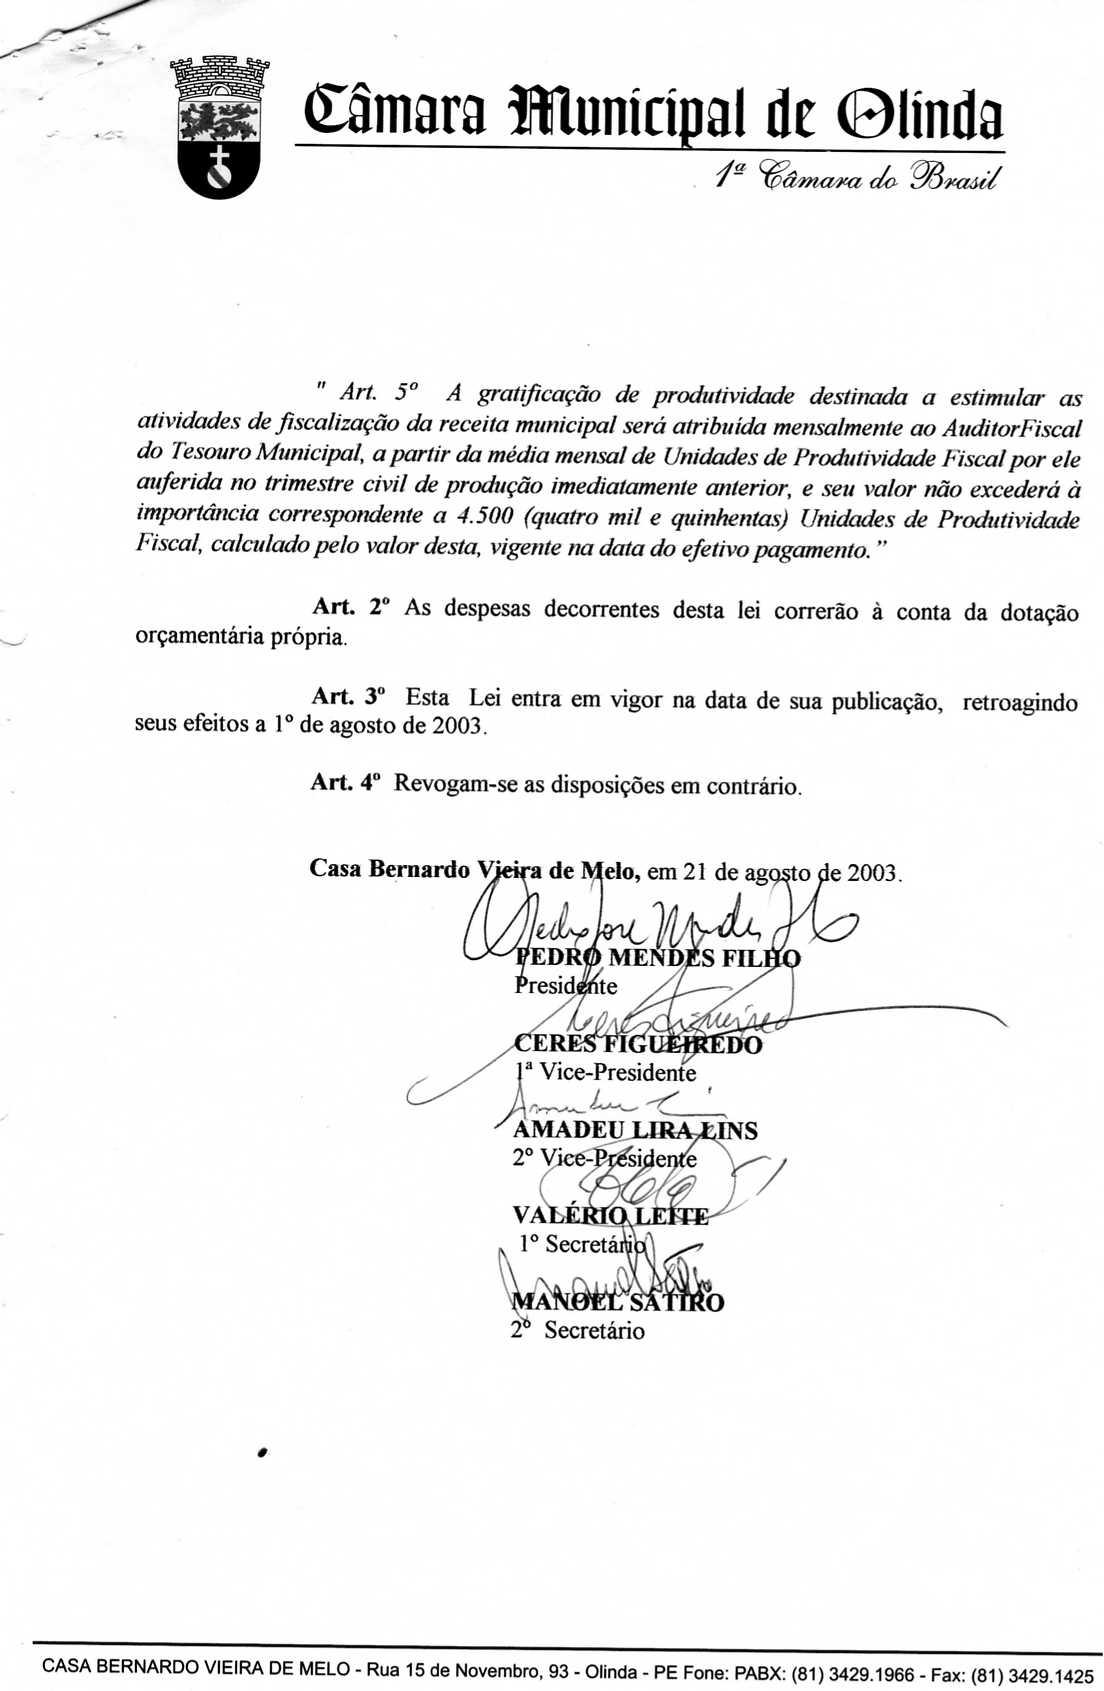 Câmara Municipal de Olinda
1ª Câmara do Brasil
" Art. 5º A gratificação de produtividade destinada a estimular as
atividades de fiscalização da receita municipal será atribuída mensalmente ao AuditorFiscal
do Tesouro Municipal, a partir da média mensal de Unidades de Produtividade Fiscal por ele
auferida no trimestre civil de produção imediatamente anterior, e seu valor não excederá à
importância correspondente a 4.500 (quatro mil e quinhentas) Unidades de Produtividade
Fiscal, calculado pelo valor desta, vigente na data do efetivo pagamento."
Art. 2º As despesas decorrentes desta lei correrão à conta da dotação
orçamentária própria.
Art. 3º Esta Lei entra em vigor na data de sua publicação, retroagindo
seus efeitos a 1º de agosto de 2003.
Art. 4º Revogam-se as disposições em contrário.
Casa Bernardo Vieira de Melo, em 21 de agosto de 2003.
Pedro José Mendes
PEDRO MENDES FILHO
Presidente
Ceres Figueiredo
CERES FIGUEIREDO
1ª Vice-Presidente
AMADEU LIRA LINS
2º Vice-Presidente
VALÉRIO LEITE
1º Secretário
Manoel Sátiro
MANOEL SÁTIRO
2º Secretário
CASA BERNARDO VIEIRA DE MELO - Rua 15 de Novembro, 93 - Olinda - PE Fone: PABX: (81) 3429.1966 - Fax: (81) 3429.1425